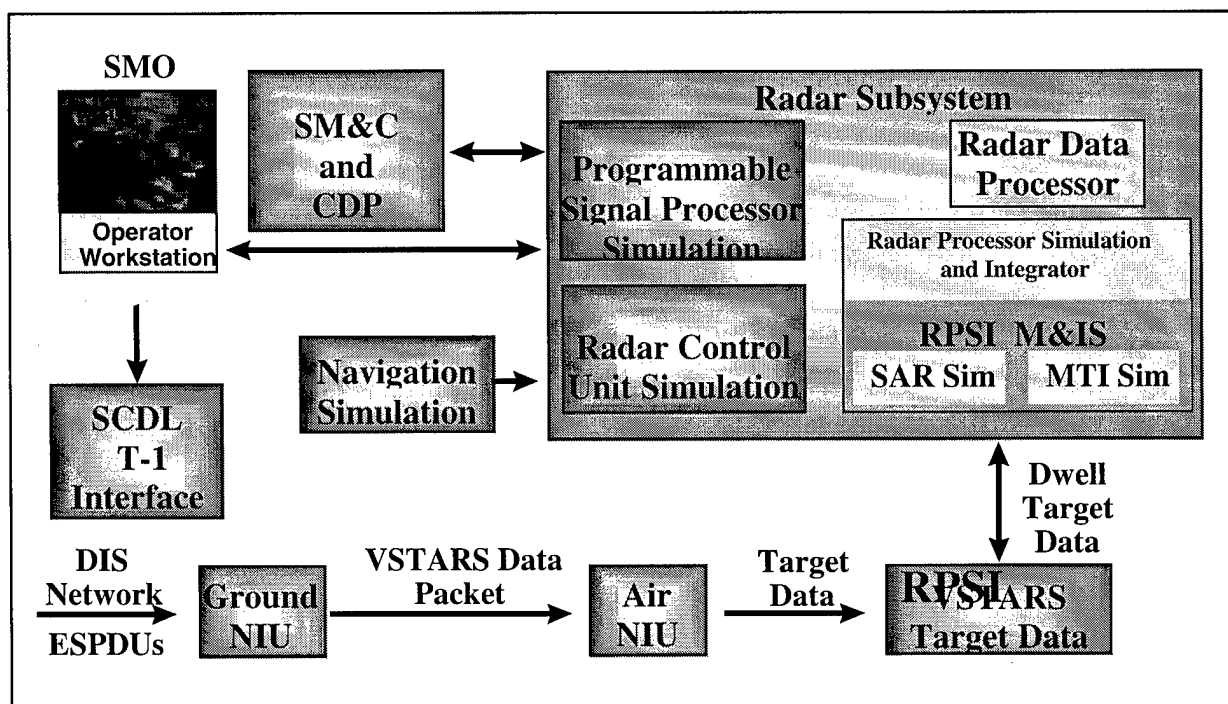 SMO
Operator
Workstation
SM&C
and
CDP
Radar Subsystem
Programmable
Signal Processor
Simulation
Radar Data
Processor
Radar Processor Simulation
and Integrator
RPSI M&IS
SAR Sim
MTI Sim
Radar Control
Unit Simulation
Navigation
Simulation
SCDL
T-1
Interface
Dwell
Target
Data
DIS
Network
ESPDUs
Ground
NIU
VSTARS Data
Packet
Air
NIU
Target
Data
RPSI
VSTARS
Target Data